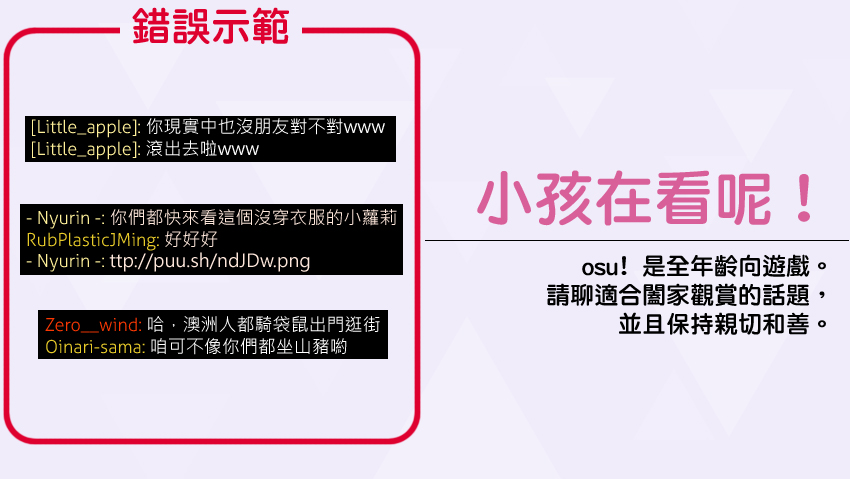 錯誤示範
[Little_apple]: 你現實中也沒朋友對不對www
[Little_apple]: 滾出去啦www
- Nyurin -: 你們都快來看這個沒穿衣服的小蘿莉
RubPlasticJMing: 好好好
- Nyurin -: ttp://puu.sh/ndJDw.png
Zero__wind: 哈，澳洲人都騎袋鼠出門逛街
Oinari-sama: 咱可不像你們都坐山豬喲
小孩在看呢！
osu! 是全年齡向遊戲。
請聊適合闔家觀賞的話題，
並且保持親切和善。